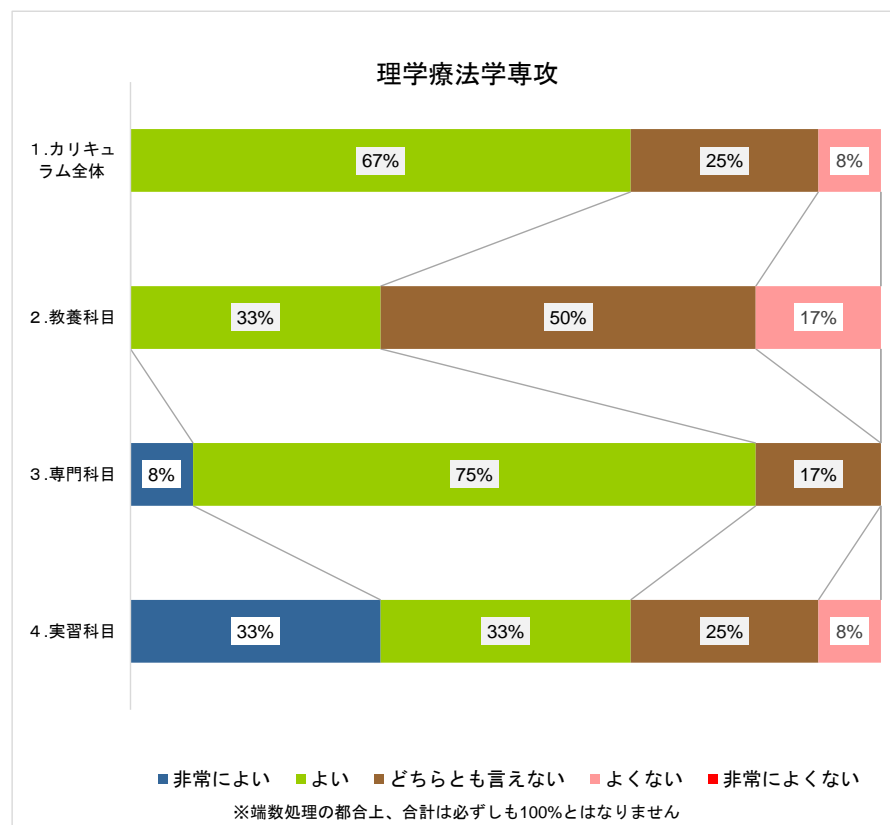 理学療法学専攻
１.カリキュ
ラム全体
67%
25%
8%
２.教養科目
33%
50%
17%
３.専門科目
8%
75%
17%
４.実習科目
33%
33%
25%
8%
非常によい よい どちらとも言えない よくない 非常によくない
※端数処理の都合上、合計は必ずしも100%とはなりません